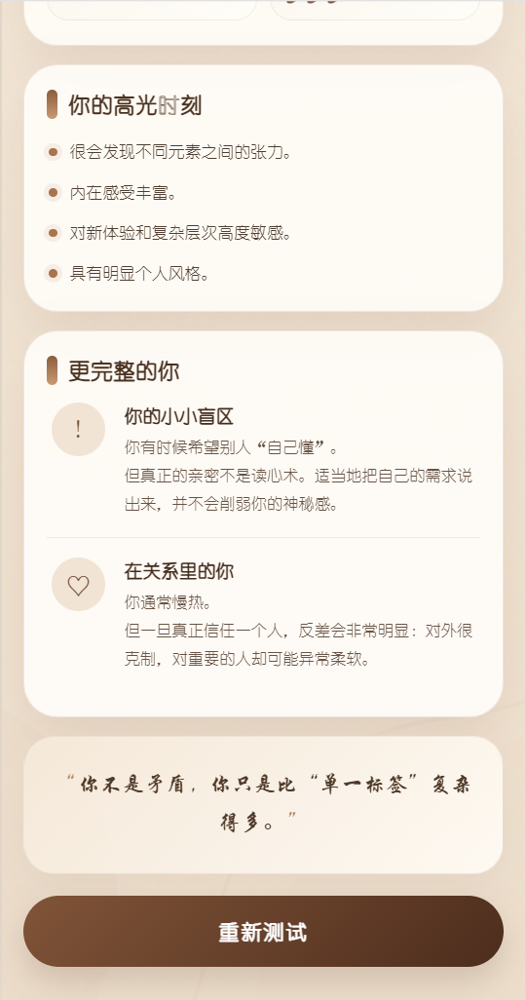 你的高光时刻
很会发现不同元素之间的张力。
内在感受丰富。
对新体验和复杂层次高度敏感。
具有明显个人风格。
更完整的你
!
你的小小盲区
你有时候希望别人“自己懂”。
但真正的亲密不是读心术。适当地把自己的需求说
出来，并不会削弱你的神秘感。
在关系里的你
你通常慢热。
但一旦真正信任一个人，反差会非常明显：对外很
克制，对重要的人却可能异常柔软。
“你不是矛盾，你只是比“单一标签”复杂
得多。”
重新测试